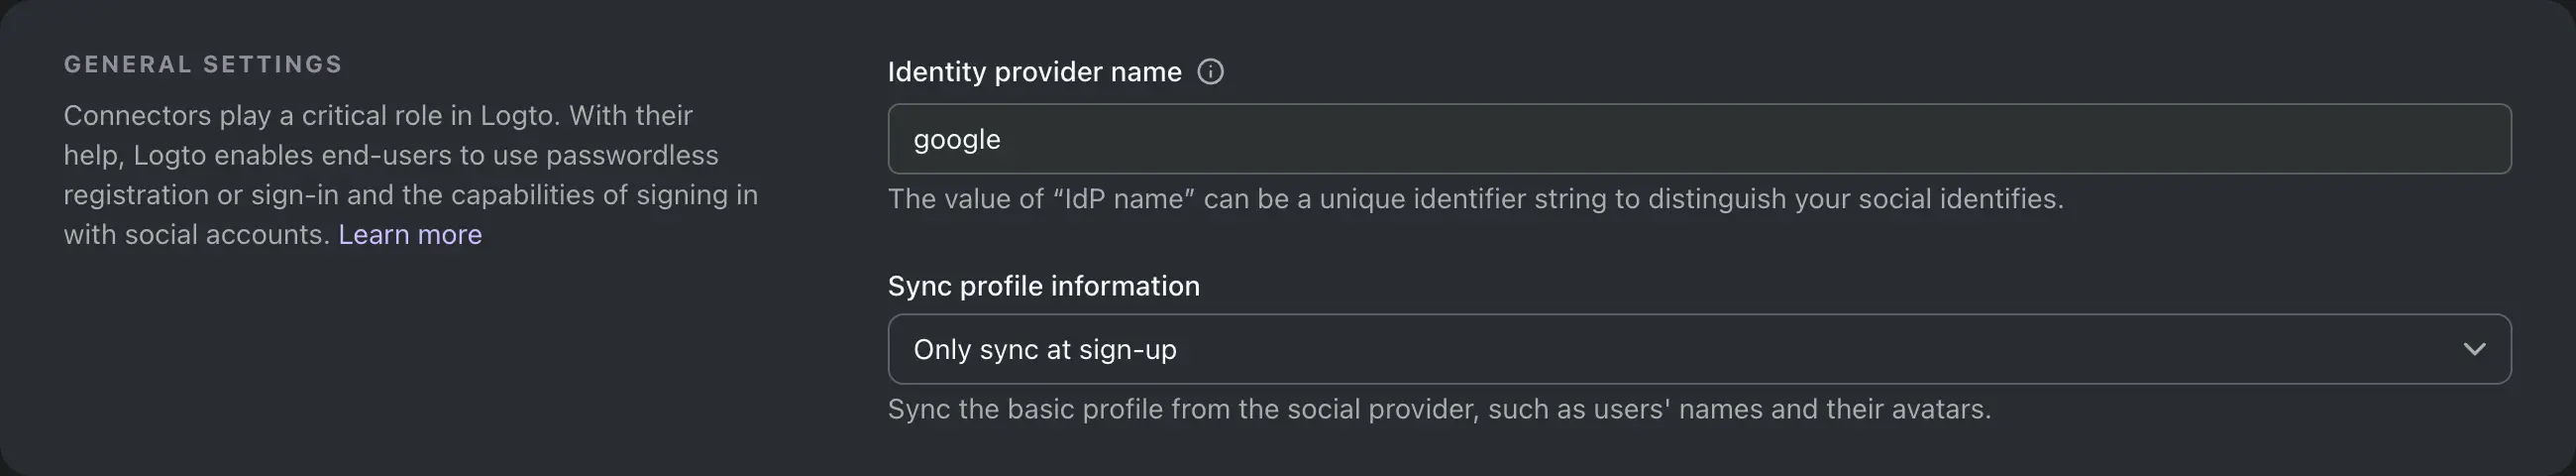 GENERAL SETTINGS
Connectors play a critical role in Logto. With their
help, Logto enables end-users to use passwordless
registration or sign-in and the capabilities of signing in
with social accounts. Learn more
Identity provider name
google
The value of “IdP name” can be a unique identifier string to distinguish your social identifies.
Sync profile information
Only sync at sign-up
Sync the basic profile from the social provider, such as users' names and their avatars.